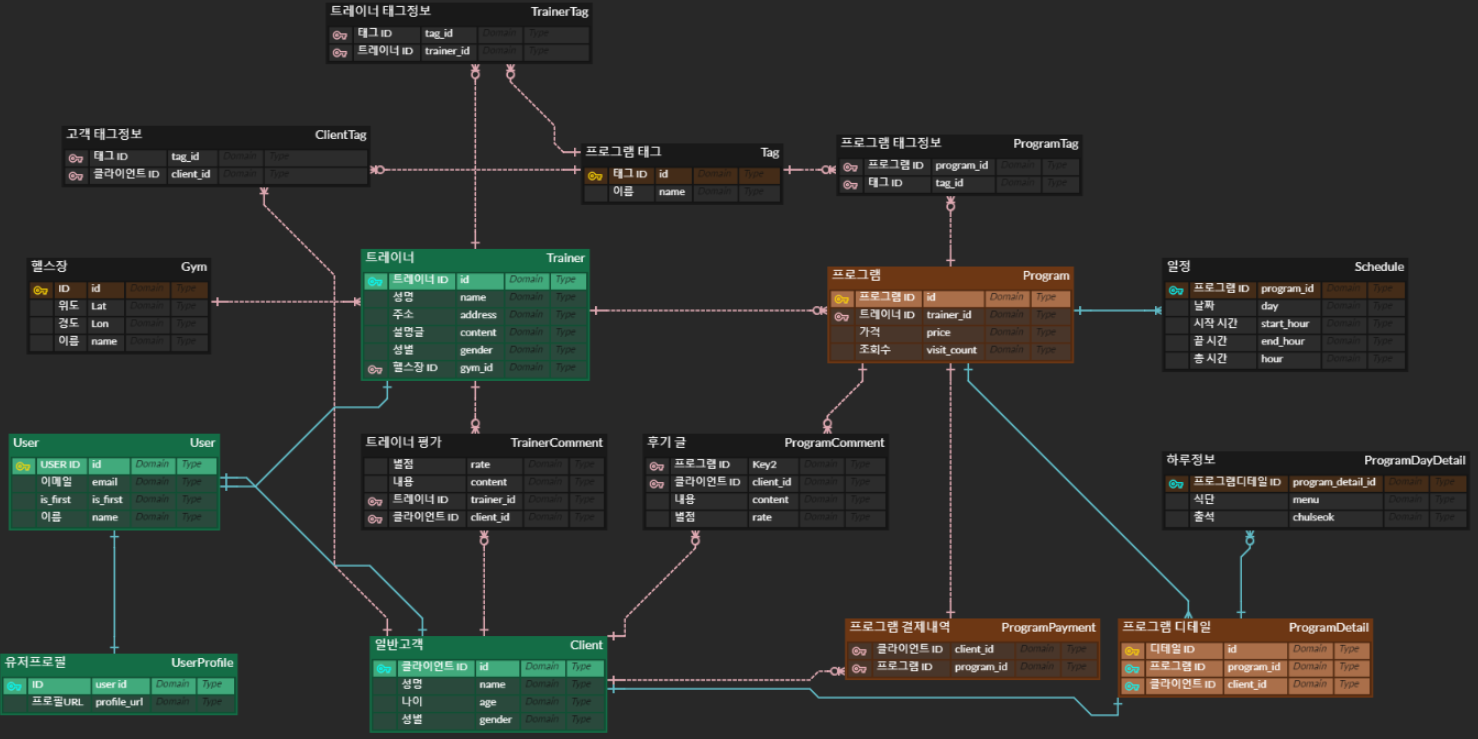 트레이너 태그정보 TrainerTag
태그 ID tag_id Domain Type
트레이너 ID trainer_id Domain Type
고객 태그정보 ClientTag
태그 ID tag_id Domain Type
클라이언트 ID client_id Domain Type
프로그램 태그 Tag
태그 ID id Domain Type
이름 name Domain Type
프로그램 태그정보 ProgramTag
프로그램 ID program_id Domain Type
태그 ID tag_id Domain Type
헬스장 Gym
ID id Domain Type
위도 Lat Domain Type
경도 Lon Domain Type
이름 name Domain Type
트레이너 Trainer
트레이너 ID id Domain Type
성명 name Domain Type
주소 address Domain Type
설명글 content Domain Type
성별 gender Domain Type
헬스장 ID gym_id Domain Type
프로그램 Program
프로그램 ID id Domain Type
트레이너 ID trainer_id Domain Type
가격 price Domain Type
조회수 visit_count Domain Type
일정 Schedule
프로그램 ID program_id Domain Type
날짜 day Domain Type
시작 시간 start_hour Domain Type
끝 시간 end_hour Domain Type
총 시간 hour Domain Type
User User
USER ID id Domain Type
이메일 email Domain Type
is_first is_first Domain Type
이름 name Domain Type
트레이너 평가 TrainerComment
별점 rate Domain Type
내용 content Domain Type
트레이너 ID trainer_id Domain Type
클라이언트 ID client_id Domain Type
후기 글 ProgramComment
프로그램 ID Key2 Domain Type
클라이언트 ID client_id Domain Type
내용 content Domain Type
별점 rate Domain Type
하루정보 ProgramDayDetail
프로그램디테일 ID program_detail_id Domain Type
식단 menu Domain Type
출석 chulseok Domain Type
유저프로필 UserProfile
ID user id Domain Type
프로필URL profile_url Domain Type
일반고객 Client
클라이언트 ID id Domain Type
성명 name Domain Type
나이 age Domain Type
성별 gender Domain Type
프로그램 결제내역 ProgramPayment
클라이언트 ID client_id Domain Type
프로그램 ID program_id Domain Type
프로그램 디테일 ProgramDetail
디테일 ID id Domain Type
프로그램 ID program_id Domain Type
클라이언트 ID client_id Domain Type